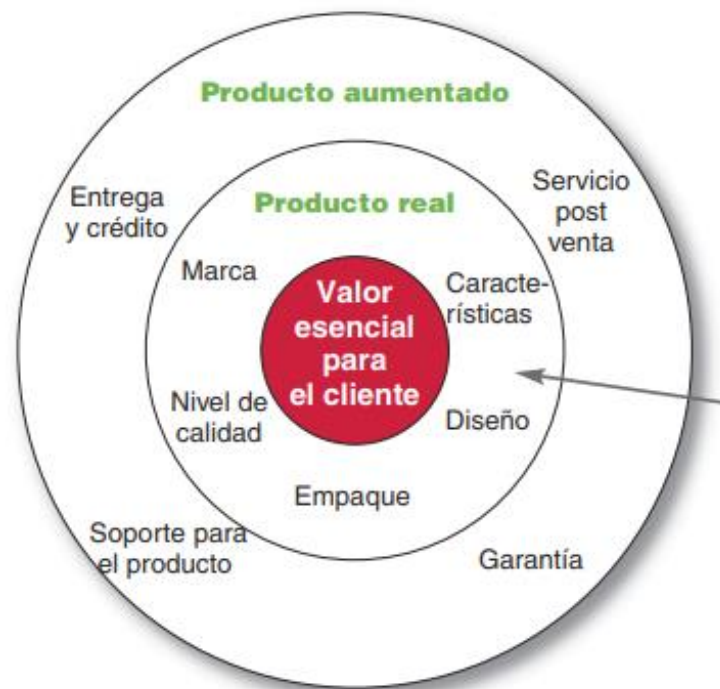 Producto aumentado
Entrega
y crédito
Servicio
post
venta
Producto real
Marca
Caracte-
rísticas
Valor
esencial
para
el cliente
Nivel de
calidad
Diseño
Empaque
Soporte para
el producto
Garantía